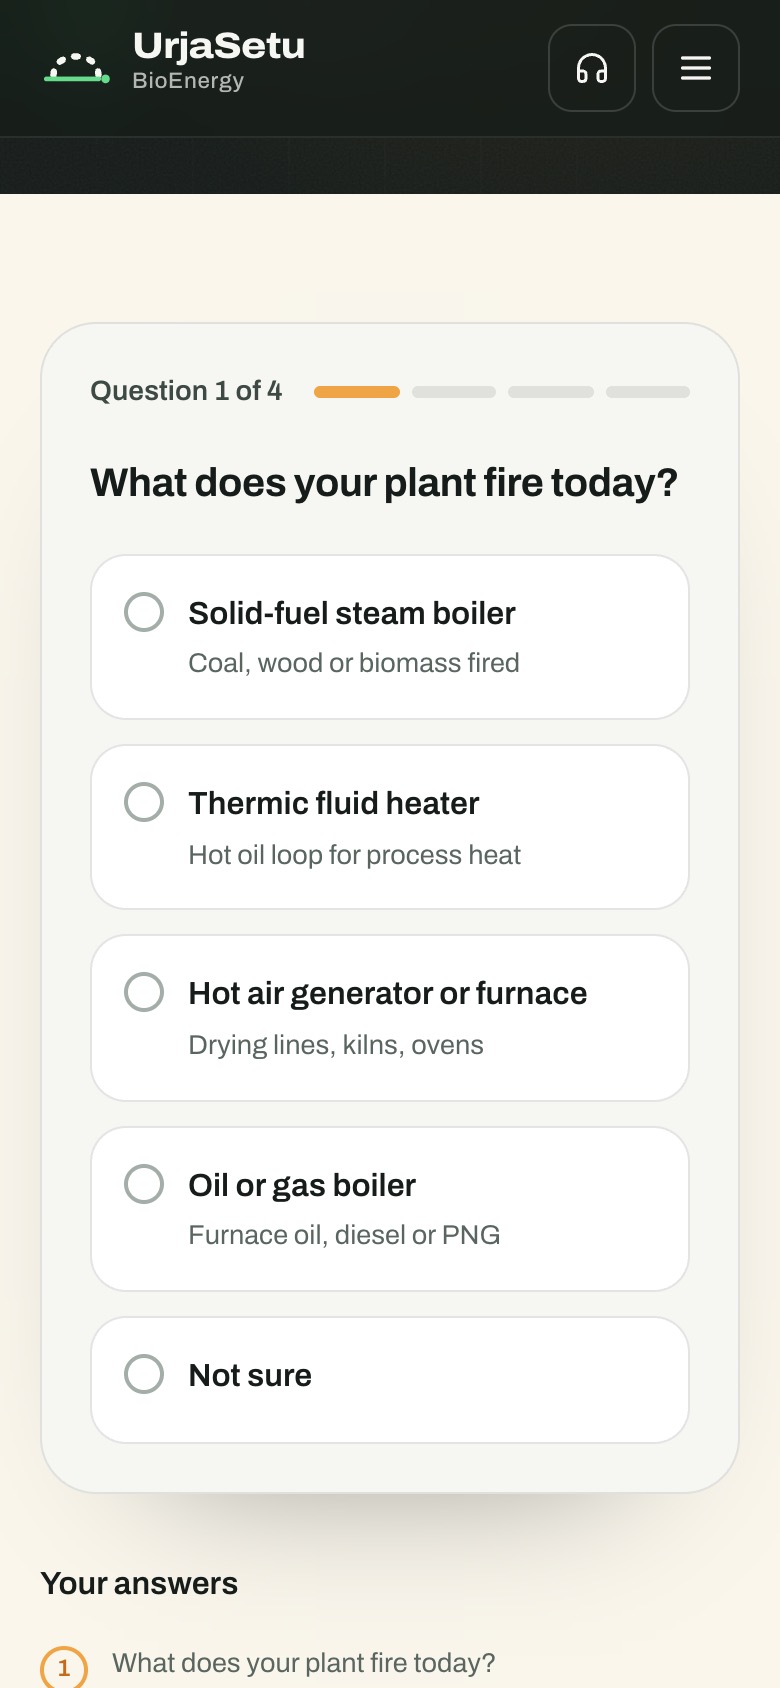 UrjaSetu
BioEnergy
Question 1 of 4
What does your plant fire today?
Solid-fuel steam boiler
Coal, wood or biomass fired
Thermic fluid heater
Hot oil loop for process heat
Hot air generator or furnace
Drying lines, kilns, ovens
Oil or gas boiler
Furnace oil, diesel or PNG
Not sure
Your answers
1 What does your plant fire today?